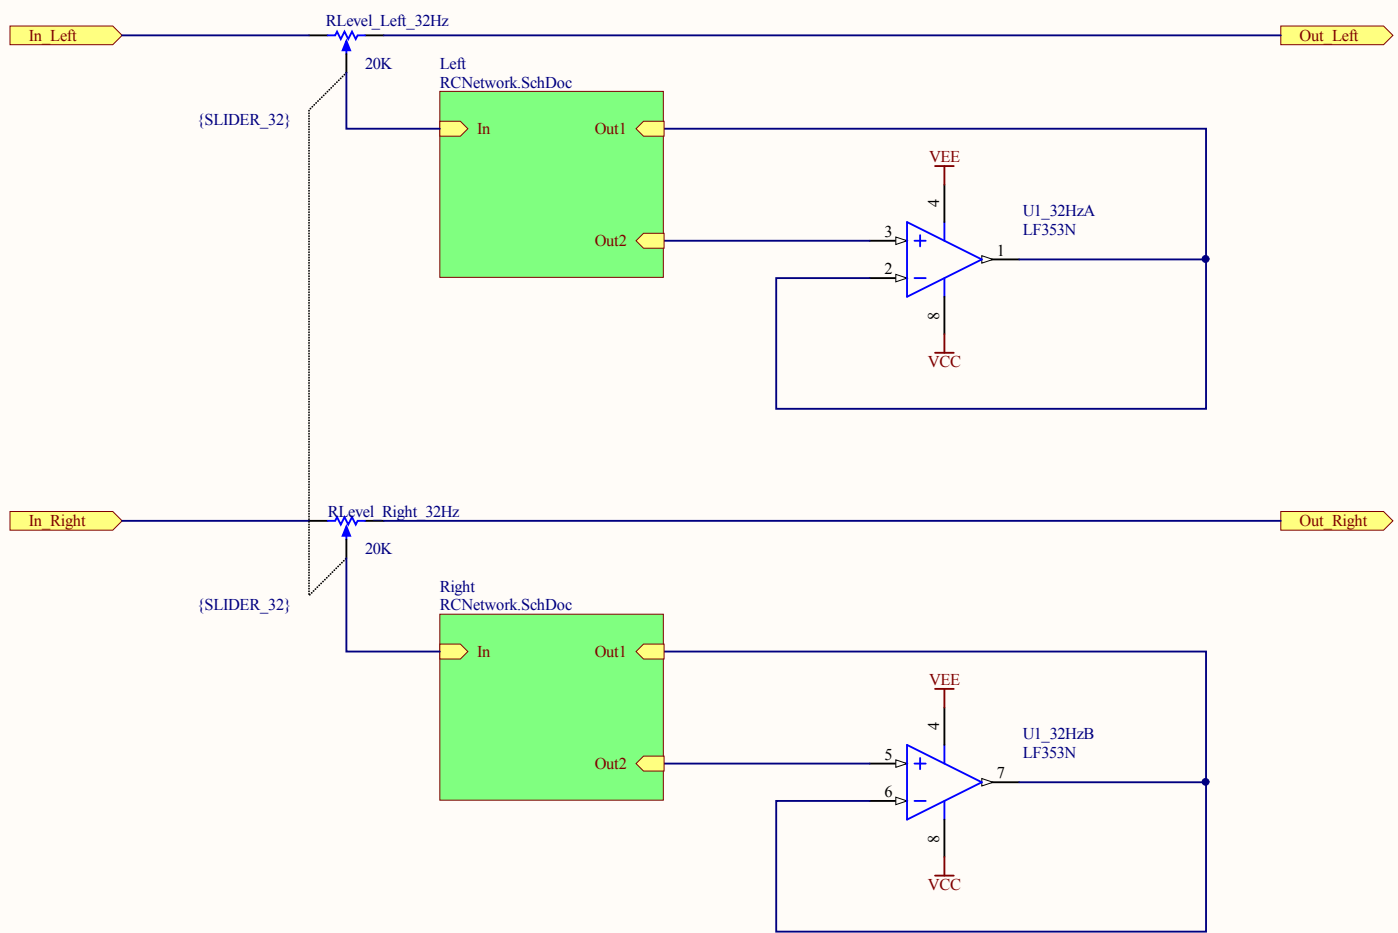 RLevel_Left_32Hz
In_Left
Out_Left
20K
Left
RCNetwork.SchDoc
{SLIDER_32}
In
Out1
VEE
4
U1_32HzA
LF353N
Out2
3
1
2
8
VCC
RLevel_Right_32Hz
In_Right
Out_Right
20K
Right
RCNetwork.SchDoc
{SLIDER_32}
In
Out1
VEE
4
U1_32HzB
LF353N
Out2
5
7
6
8
VCC